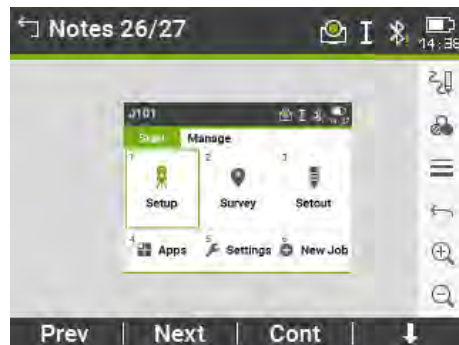 Notes 26/27
14:38
J101
Start Manage
1 2 3
Setup Survey Setout
4 Apps 5 Settings 6 New Job
Prev Next Cont